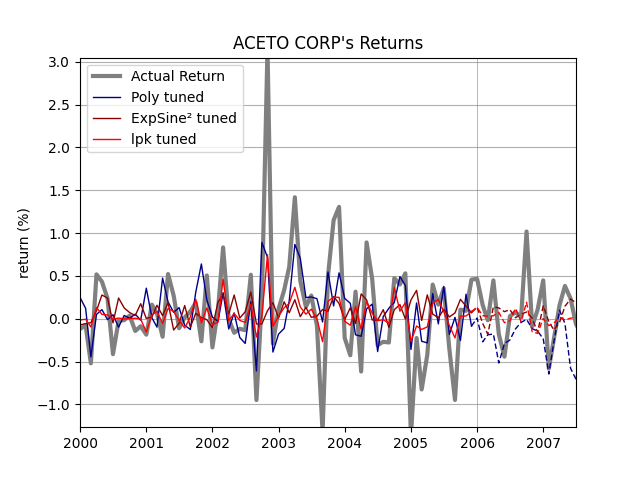 ACETO CORP's Returns
return (%)
3.0
2.5
2.0
1.5
1.0
0.5
0.0
−0.5
−1.0
Actual Return
Poly tuned
ExpSine² tuned
lpk tuned
2000 2001 2002 2003 2004 2005 2006 2007